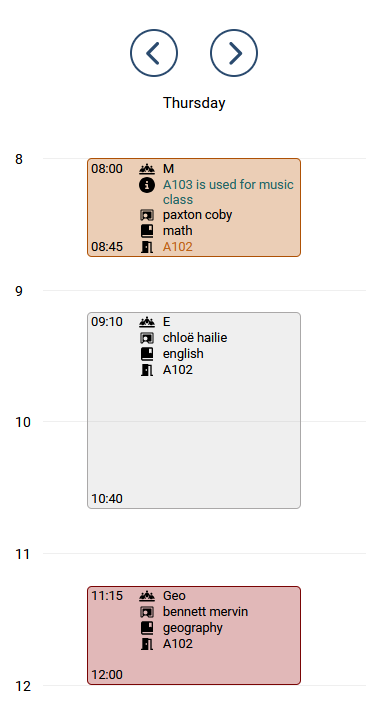 Thursday
8
08:00 M
A103 is used for music
class
paxton coby
math
08:45 A102
9
09:10 E
chloë hailie
english
A102
10
10:40
11
11:15 Geo
bennett mervin
geography
A102
12:00
12